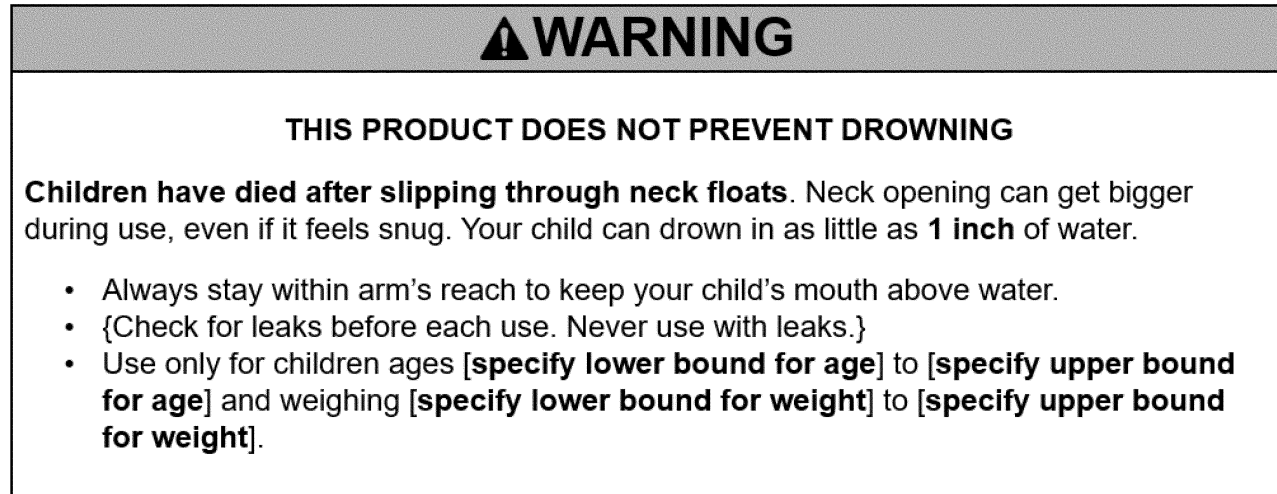 ⚠WARNING
THIS PRODUCT DOES NOT PREVENT DROWNING
Children have died after slipping through neck floats. Neck opening can get bigger
during use, even if it feels snug. Your child can drown in as little as 1 inch of water.
• Always stay within arm's reach to keep your child's mouth above water.
• {Check for leaks before each use. Never use with leaks.}
• Use only for children ages [specify lower bound for age] to [specify upper bound
for age] and weighing [specify lower bound for weight] to [specify upper bound
for weight].